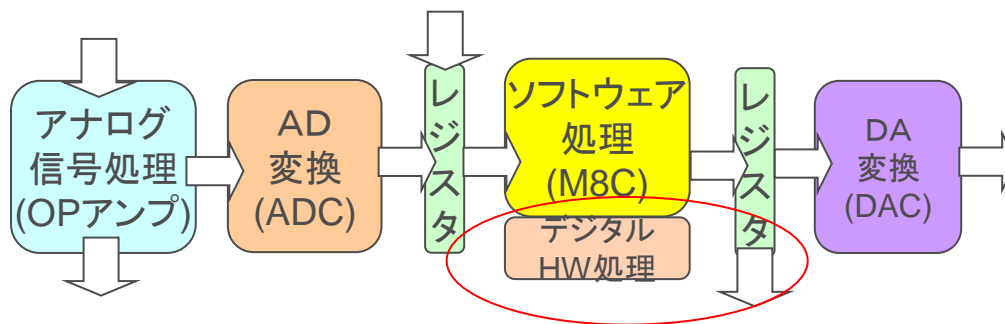 アナログ
信号処理
(OPアンプ)
AD
変換
(ADC)
レジスタ
ソフトウェア
処理
(M8C)
デジタル
HW処理
レジスタ
DA
変換
(DAC)